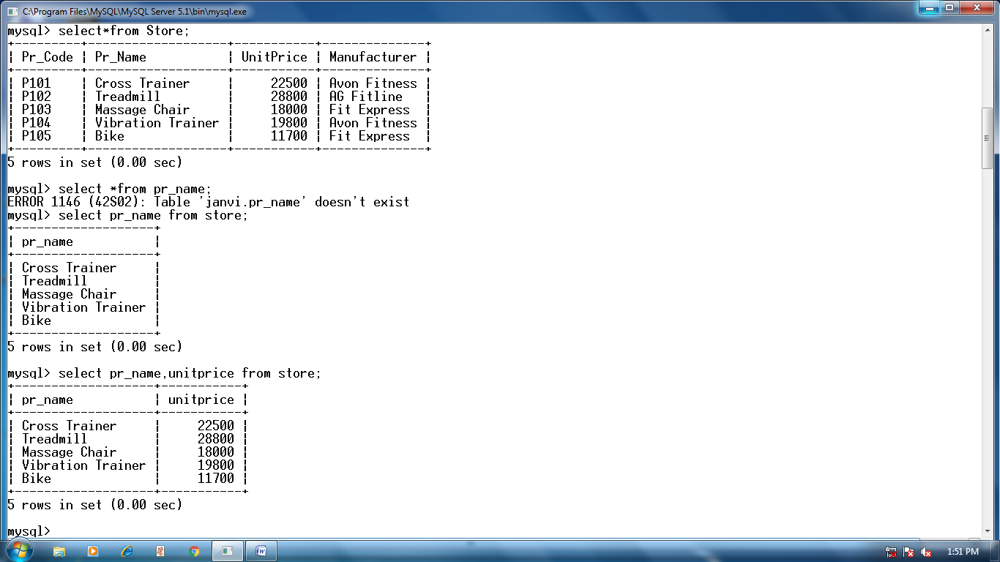 C:\Program Files\MySQL\MySQL Server 5.1\bin\mysql.exe
mysql> select*from Store;
+----------+--------------------+-----------+--------------+
| Pr_Code | Pr_Name | UnitPrice | Manufacturer |
+----------+--------------------+-----------+--------------+
| P101 | Cross Trainer | 22500 | Avon Fitness |
| P102 | Treadmill | 28800 | AG Fitline |
| P103 | Massage Chair | 18000 | Fit Express |
| P104 | Vibration Trainer | 19800 | Avon Fitness |
| P105 | Bike | 11700 | Fit Express |
+----------+--------------------+-----------+--------------+
5 rows in set (0.00 sec)
mysql> select *from pr_name;
ERROR 1146 (42S02): Table 'janvi.pr_name' doesn't exist
mysql> select pr_name from store;
+--------------------+
| pr_name |
+--------------------+
| Cross Trainer |
| Treadmill |
| Massage Chair |
| Vibration Trainer |
| Bike |
+--------------------+
5 rows in set (0.00 sec)
mysql> select pr_name,unitprice from store;
+--------------------+-----------+
| pr_name | unitprice |
+--------------------+-----------+
| Cross Trainer | 22500 |
| Treadmill | 28800 |
| Massage Chair | 18000 |
| Vibration Trainer | 19800 |
| Bike | 11700 |
+--------------------+-----------+
5 rows in set (0.00 sec)
mysql>
1:51 PM